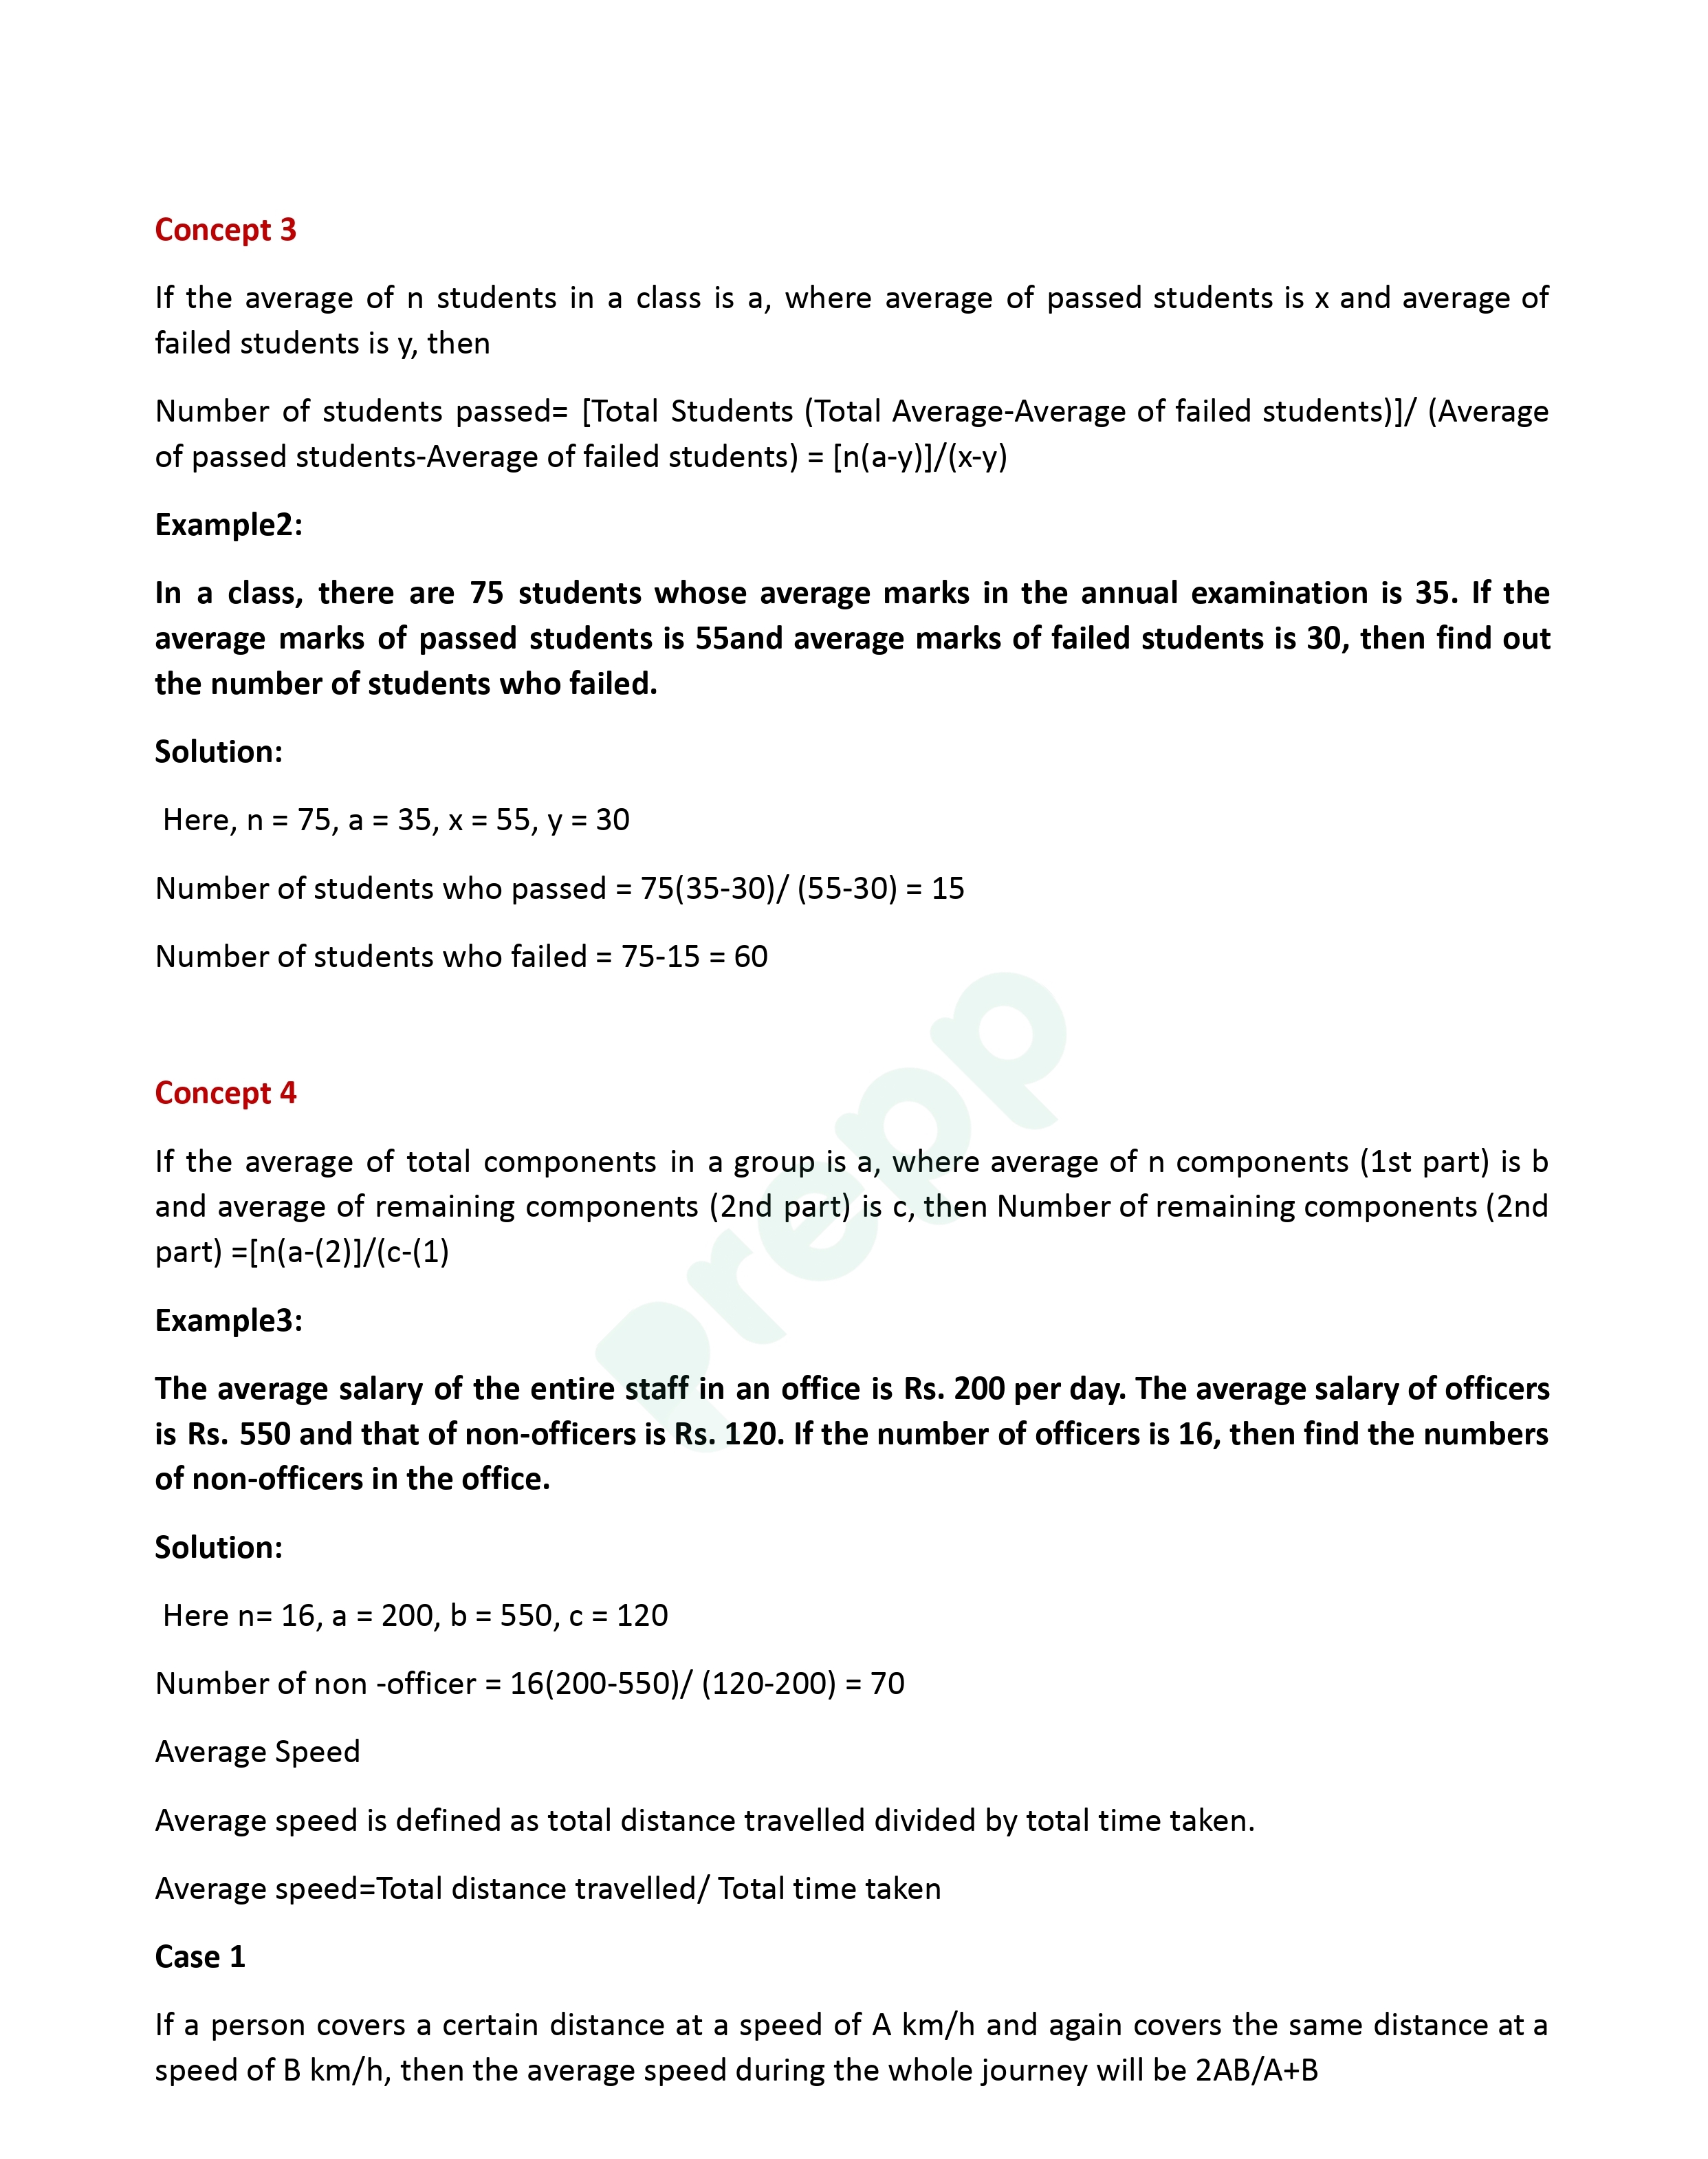 Concept 3
If the average of n students in a class is a, where average of passed students is x and average of
failed students is y, then
Number of students passed= [Total Students (Total Average-Average of failed students)]/ (Average
of passed students-Average of failed students) = [n(a-y)]/(x-y)
Example2:
In a class, there are 75 students whose average marks in the annual examination is 35. If the
average marks of passed students is 55and average marks of failed students is 30, then find out
the number of students who failed.
Solution:
Here, n = 75, a = 35, x = 55, y = 30
Number of students who passed = 75(35-30)/ (55-30) = 15
Number of students who failed = 75-15 = 60
Concept 4
If the average of total components in a group is a, where average of n components (1st part) is b
and average of remaining components (2nd part) is c, then Number of remaining components (2nd
part) =[n(a-(2)]/(c-(1)
Example3:
The average salary of the entire staff in an office is Rs. 200 per day. The average salary of officers
is Rs. 550 and that of non-officers is Rs. 120. If the number of officers is 16, then find the numbers
of non-officers in the office.
Solution:
Here n= 16, a = 200, b = 550, c = 120
Number of non -officer = 16(200-550)/ (120-200) = 70
Average Speed
Average speed is defined as total distance travelled divided by total time taken.
Average speed=Total distance travelled/ Total time taken
Case 1
If a person covers a certain distance at a speed of A km/h and again covers the same distance at a
speed of B km/h, then the average speed during the whole journey will be 2AB/A+B
Prepp